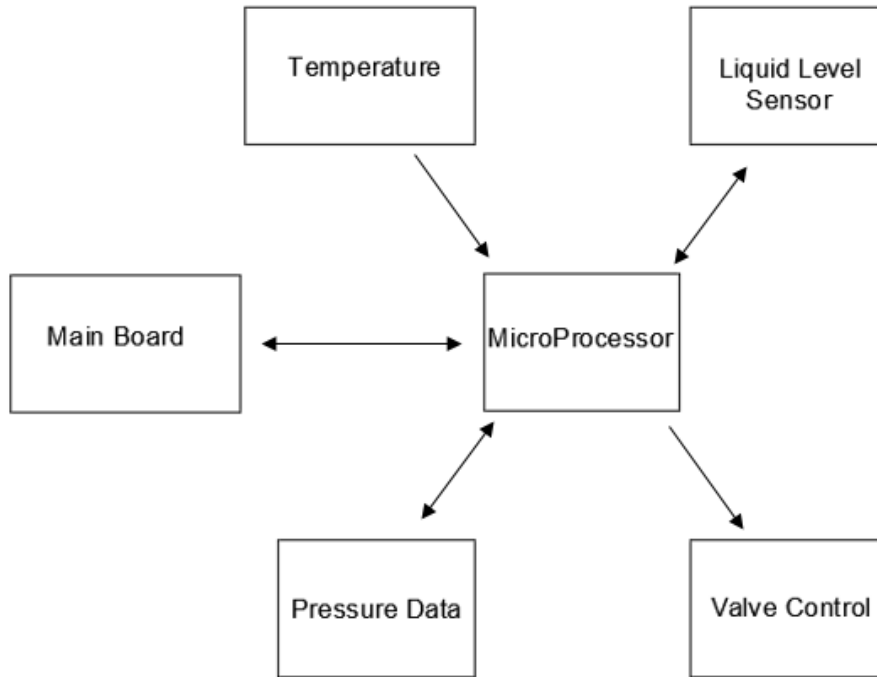 Temperature
Liquid Level
Sensor
Main Board
MicroProcessor
Pressure Data
Valve Control